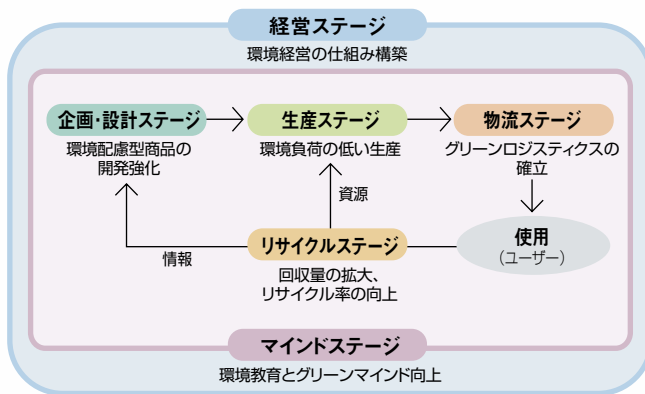 経営ステージ
環境経営の仕組み構築
企画・設計ステージ
環境配慮型商品の
開発強化
生産ステージ
環境負荷の低い生産
物流ステージ
グリーンロジスティクスの
確立
資源
使用
(ユーザー)
リサイクルステージ
情報
回収量の拡大、
リサイクル率の向上
マインドステージ
環境教育とグリーンマインド向上